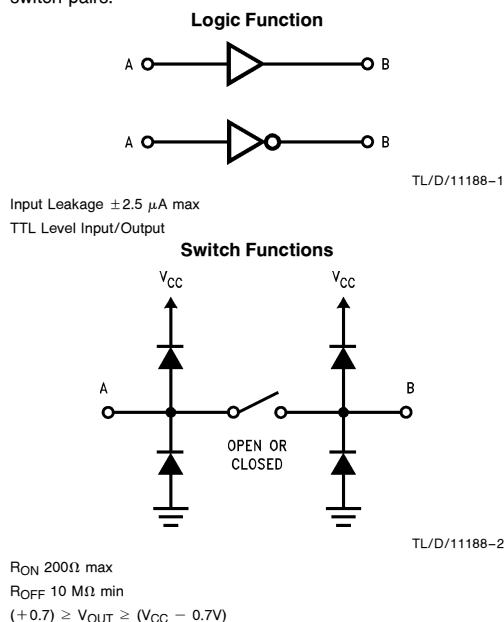 switch pairs.
Logic Function
A B
A B
TL/D/11188–1
Input Leakage ±2.5 μA max
TTL Level Input/Output
Switch Functions
VCC VCC
A B
OPEN OR
CLOSED
TL/D/11188–2
RON 200Ω max
ROFF 10 MΩ min
(+0.7) ≥ VOUT ≥ (VCC − 0.7V)